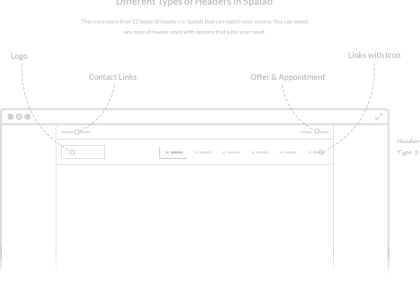 Different Types of Headers in Spalab
There are more than 12 types of headers in Spalab that can match your choice. You can select
any type of header style with options that suits your need.
Logo
Links with Icon
Contact Links
Offer & Appointment
Header
Type